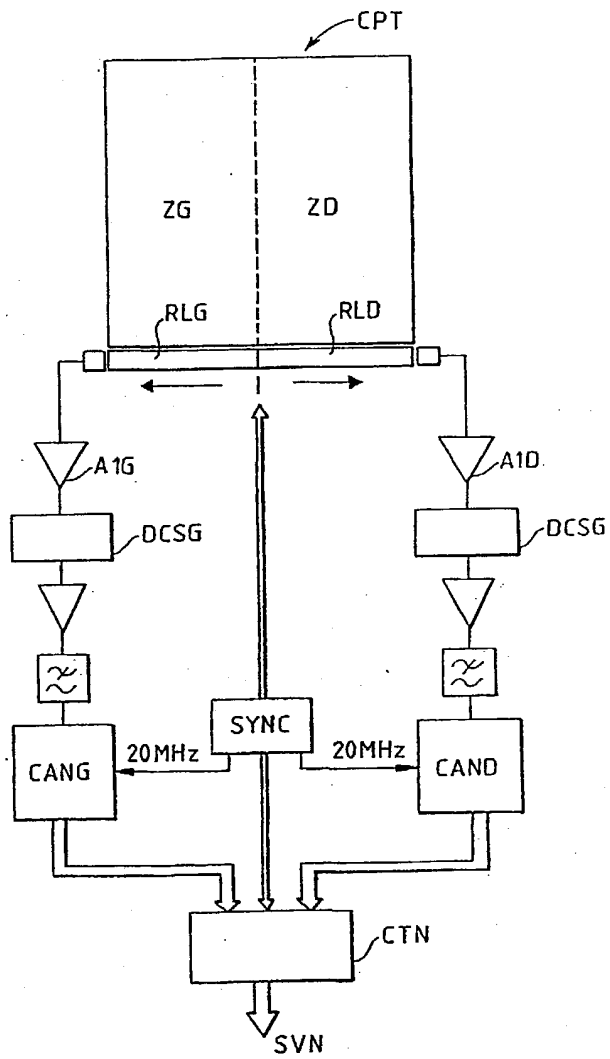 CPT
ZG
ZD
RLG
RLD
A1G
A1D
DCSG
DCSG
SYNC
20MHz
20MHz
CANG
CAND
CTN
SVN